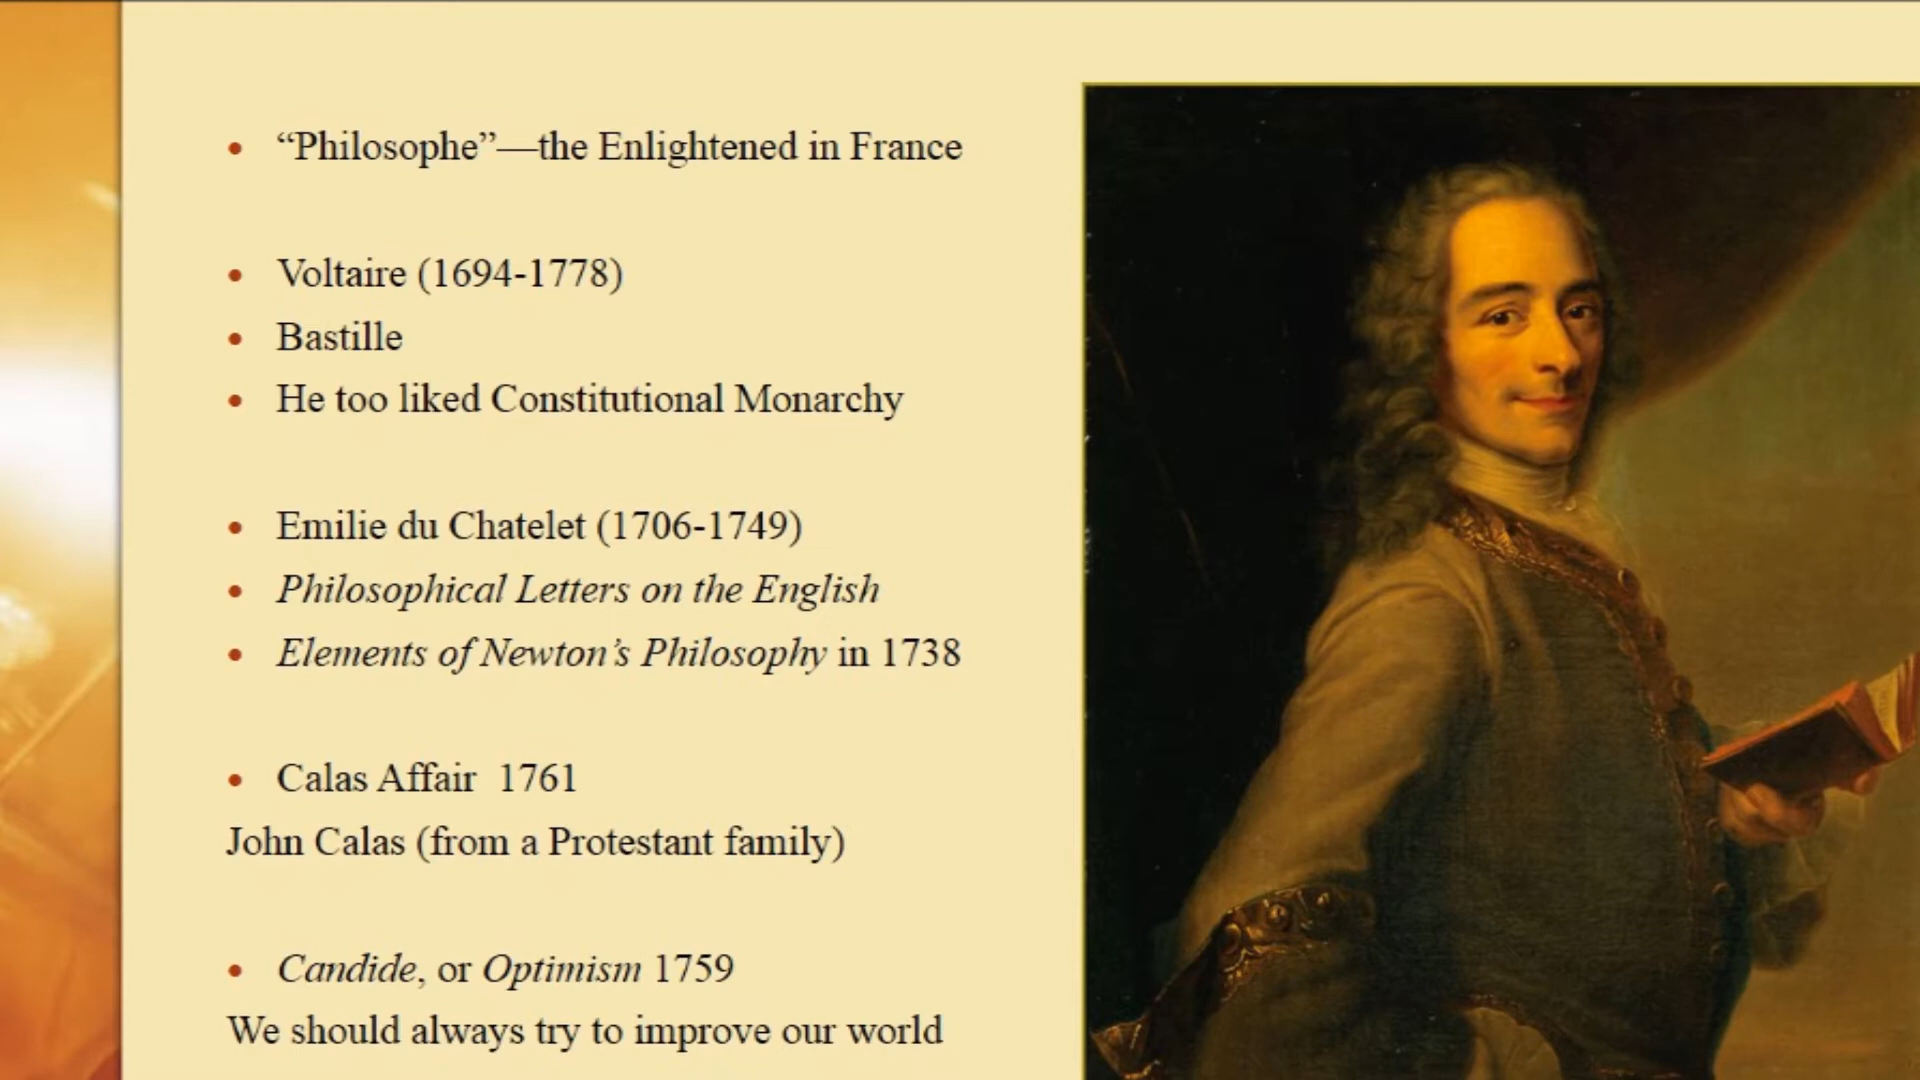 • “Philosophe”—the Enlightened in France
• Voltaire (1694-1778)
• Bastille
• He too liked Constitutional Monarchy
• Emilie du Chatelet (1706-1749)
• Philosophical Letters on the English
• Elements of Newton’s Philosophy in 1738
• Calas Affair  1761
John Calas (from a Protestant family)
• Candide, or Optimism 1759
We should always try to improve our world